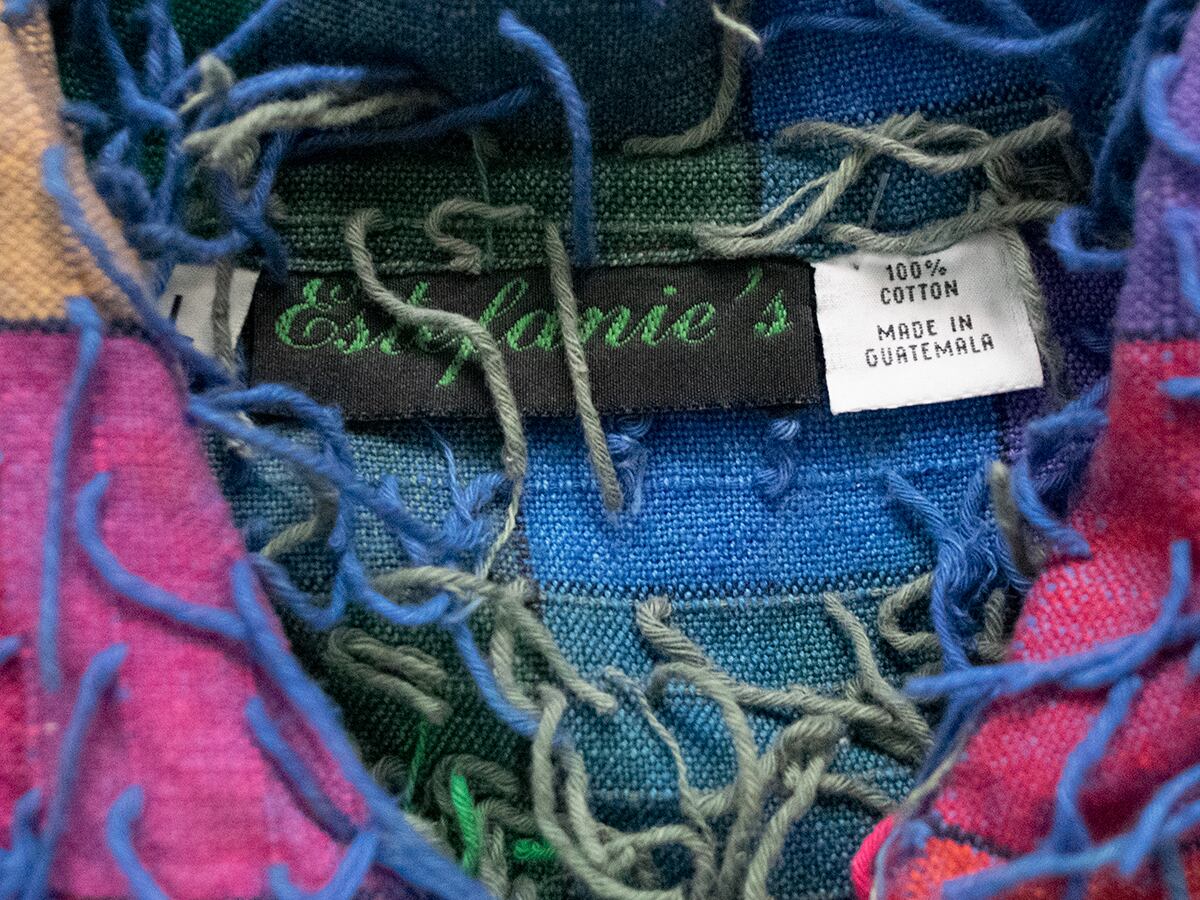 Estefanie's
100%
COTTON
MADE IN
GUATEMALA